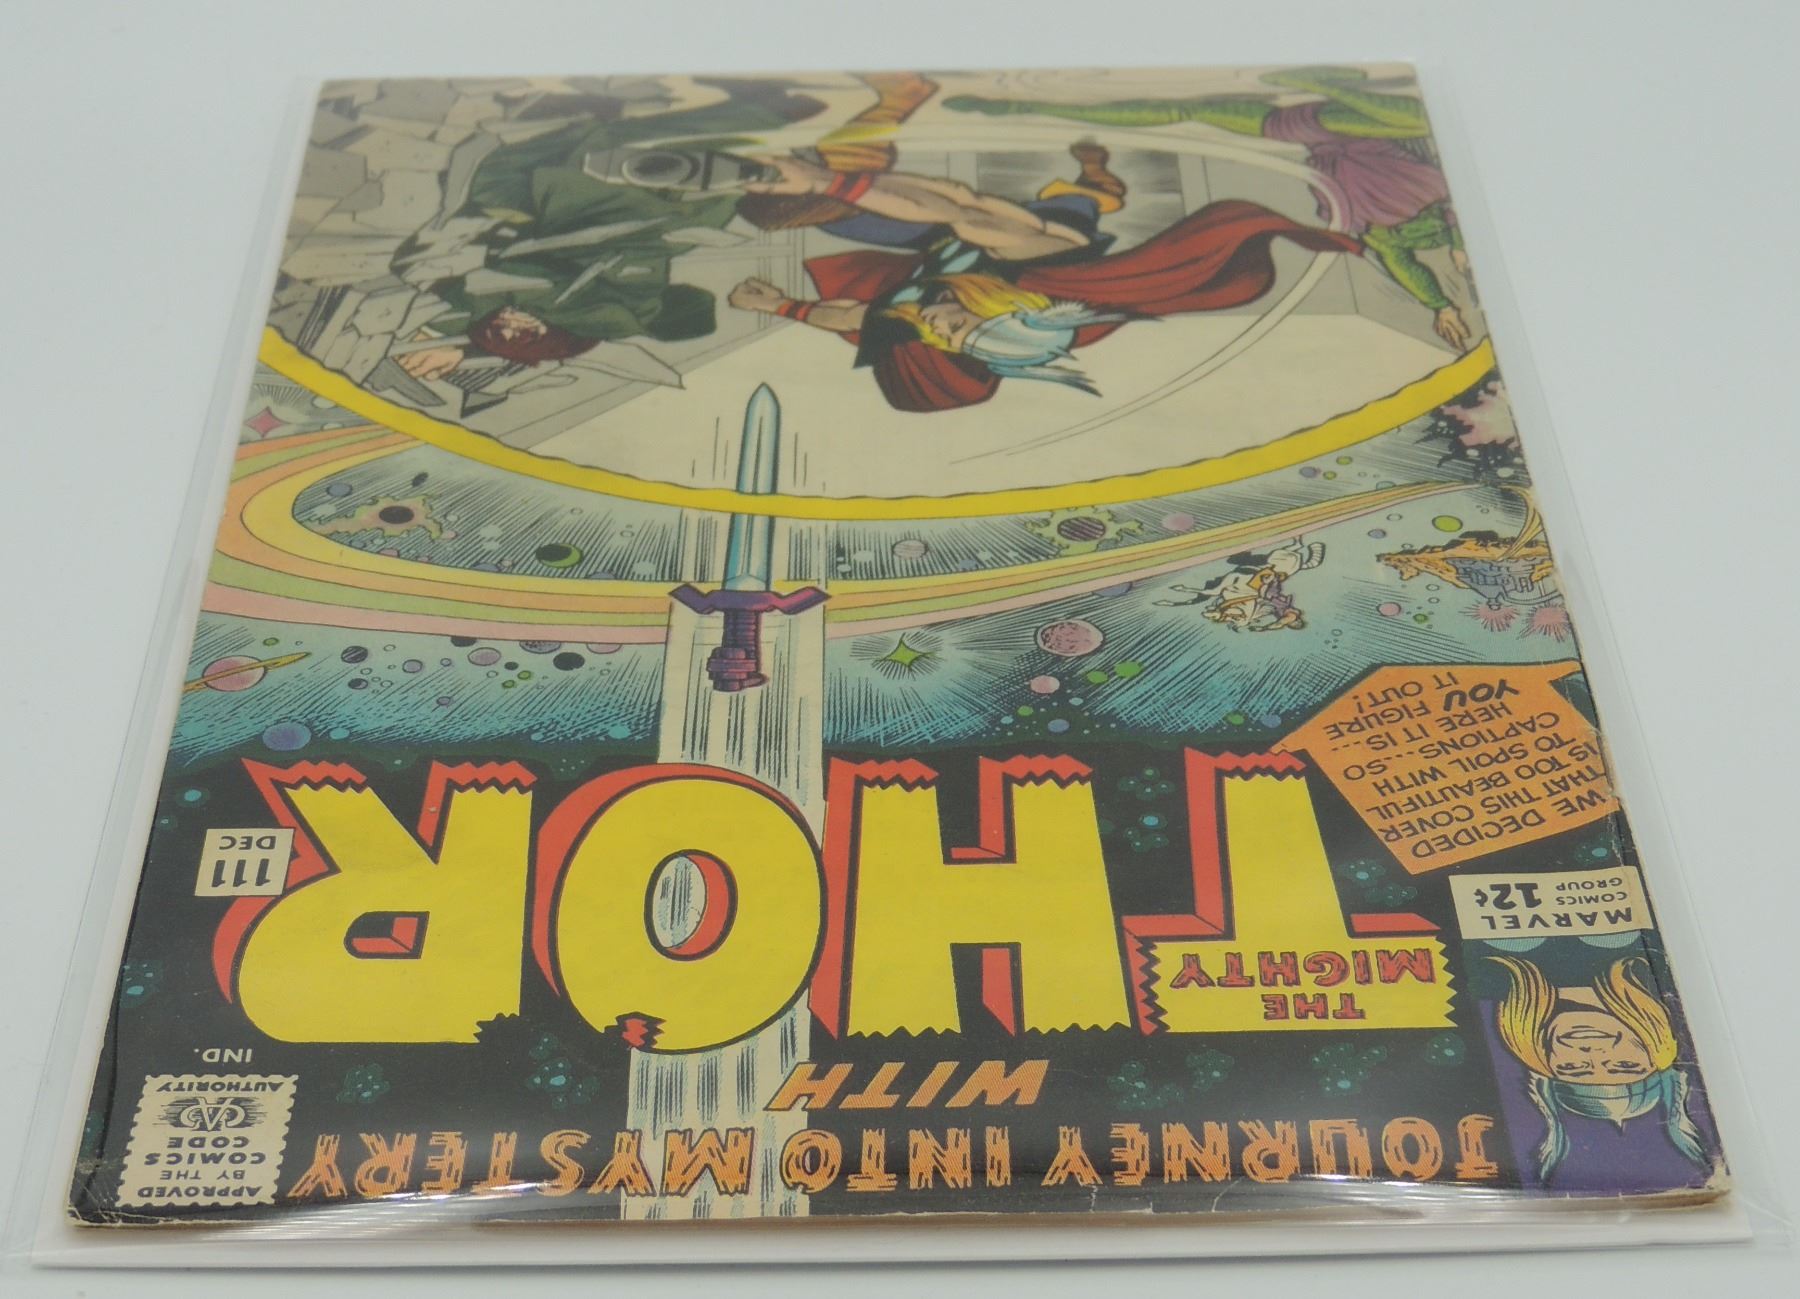 JOURNEY INTO MYSTERY
WITH
THE
MIGHTY
THOR
APPROVED
BY THE
COMICS
CODE
CA
AUTHORITY
IND.
MARVEL
COMICS
GROUP
12¢
111
DEC
WE DECIDED
THAT THIS COVER
IS TOO BEAUTIFUL
TO SPOIL WITH
CAPTIONS...SO
HERE IT IS...
YOU FIGURE
IT OUT!